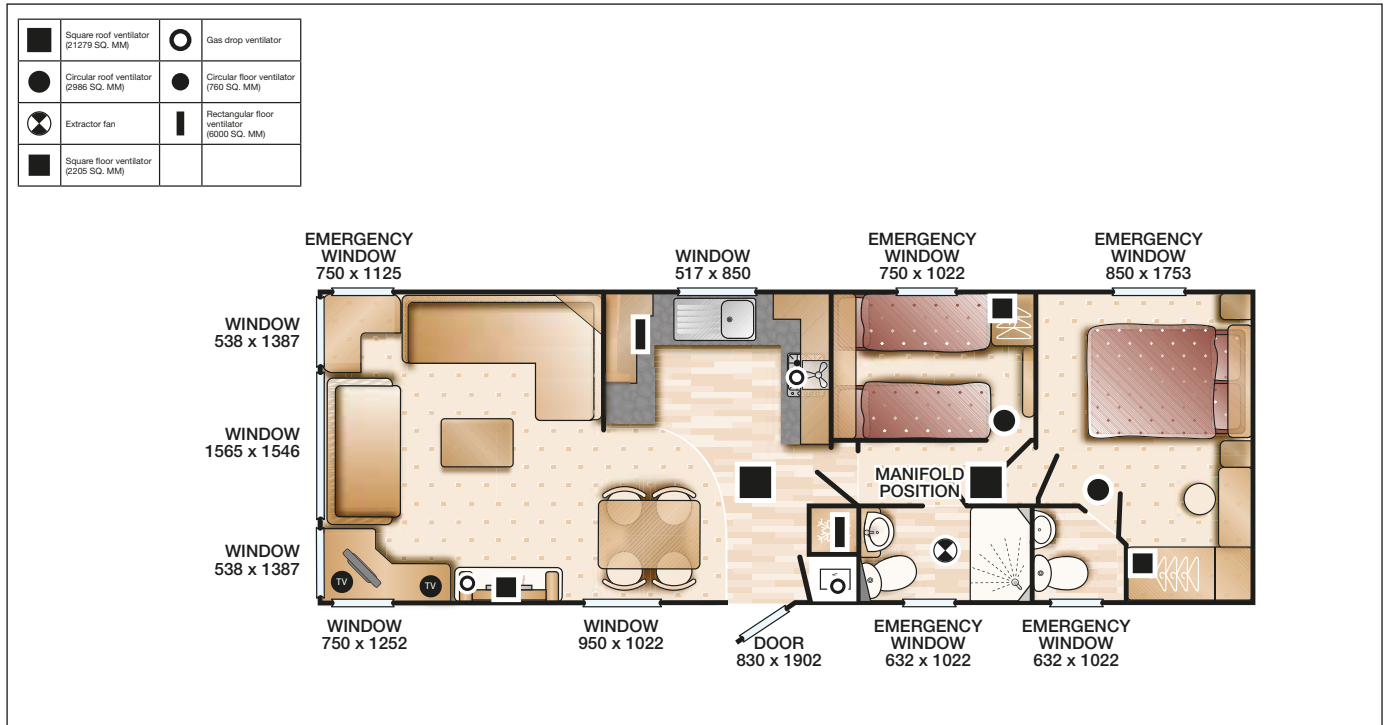 Square roof ventilator
(21279 SQ. MM)
Gas drop ventilator
Circular roof ventilator
(2986 SQ. MM)
Circular floor ventilator
(760 SQ. MM)
Extractor fan
Rectangular floor
ventilator
(6000 SQ. MM)
Square floor ventilator
(2205 SQ. MM)
EMERGENCY
WINDOW
750 x 1125
WINDOW
517 x 850
EMERGENCY
WINDOW
750 x 1022
EMERGENCY
WINDOW
850 x 1753
WINDOW
538 x 1387
WINDOW
1565 x 1546
MANIFOLD
POSITION
WINDOW
538 x 1387
TV
TV
WINDOW
750 x 1252
WINDOW
950 x 1022
DOOR
830 x 1902
EMERGENCY
WINDOW
632 x 1022
EMERGENCY
WINDOW
632 x 1022